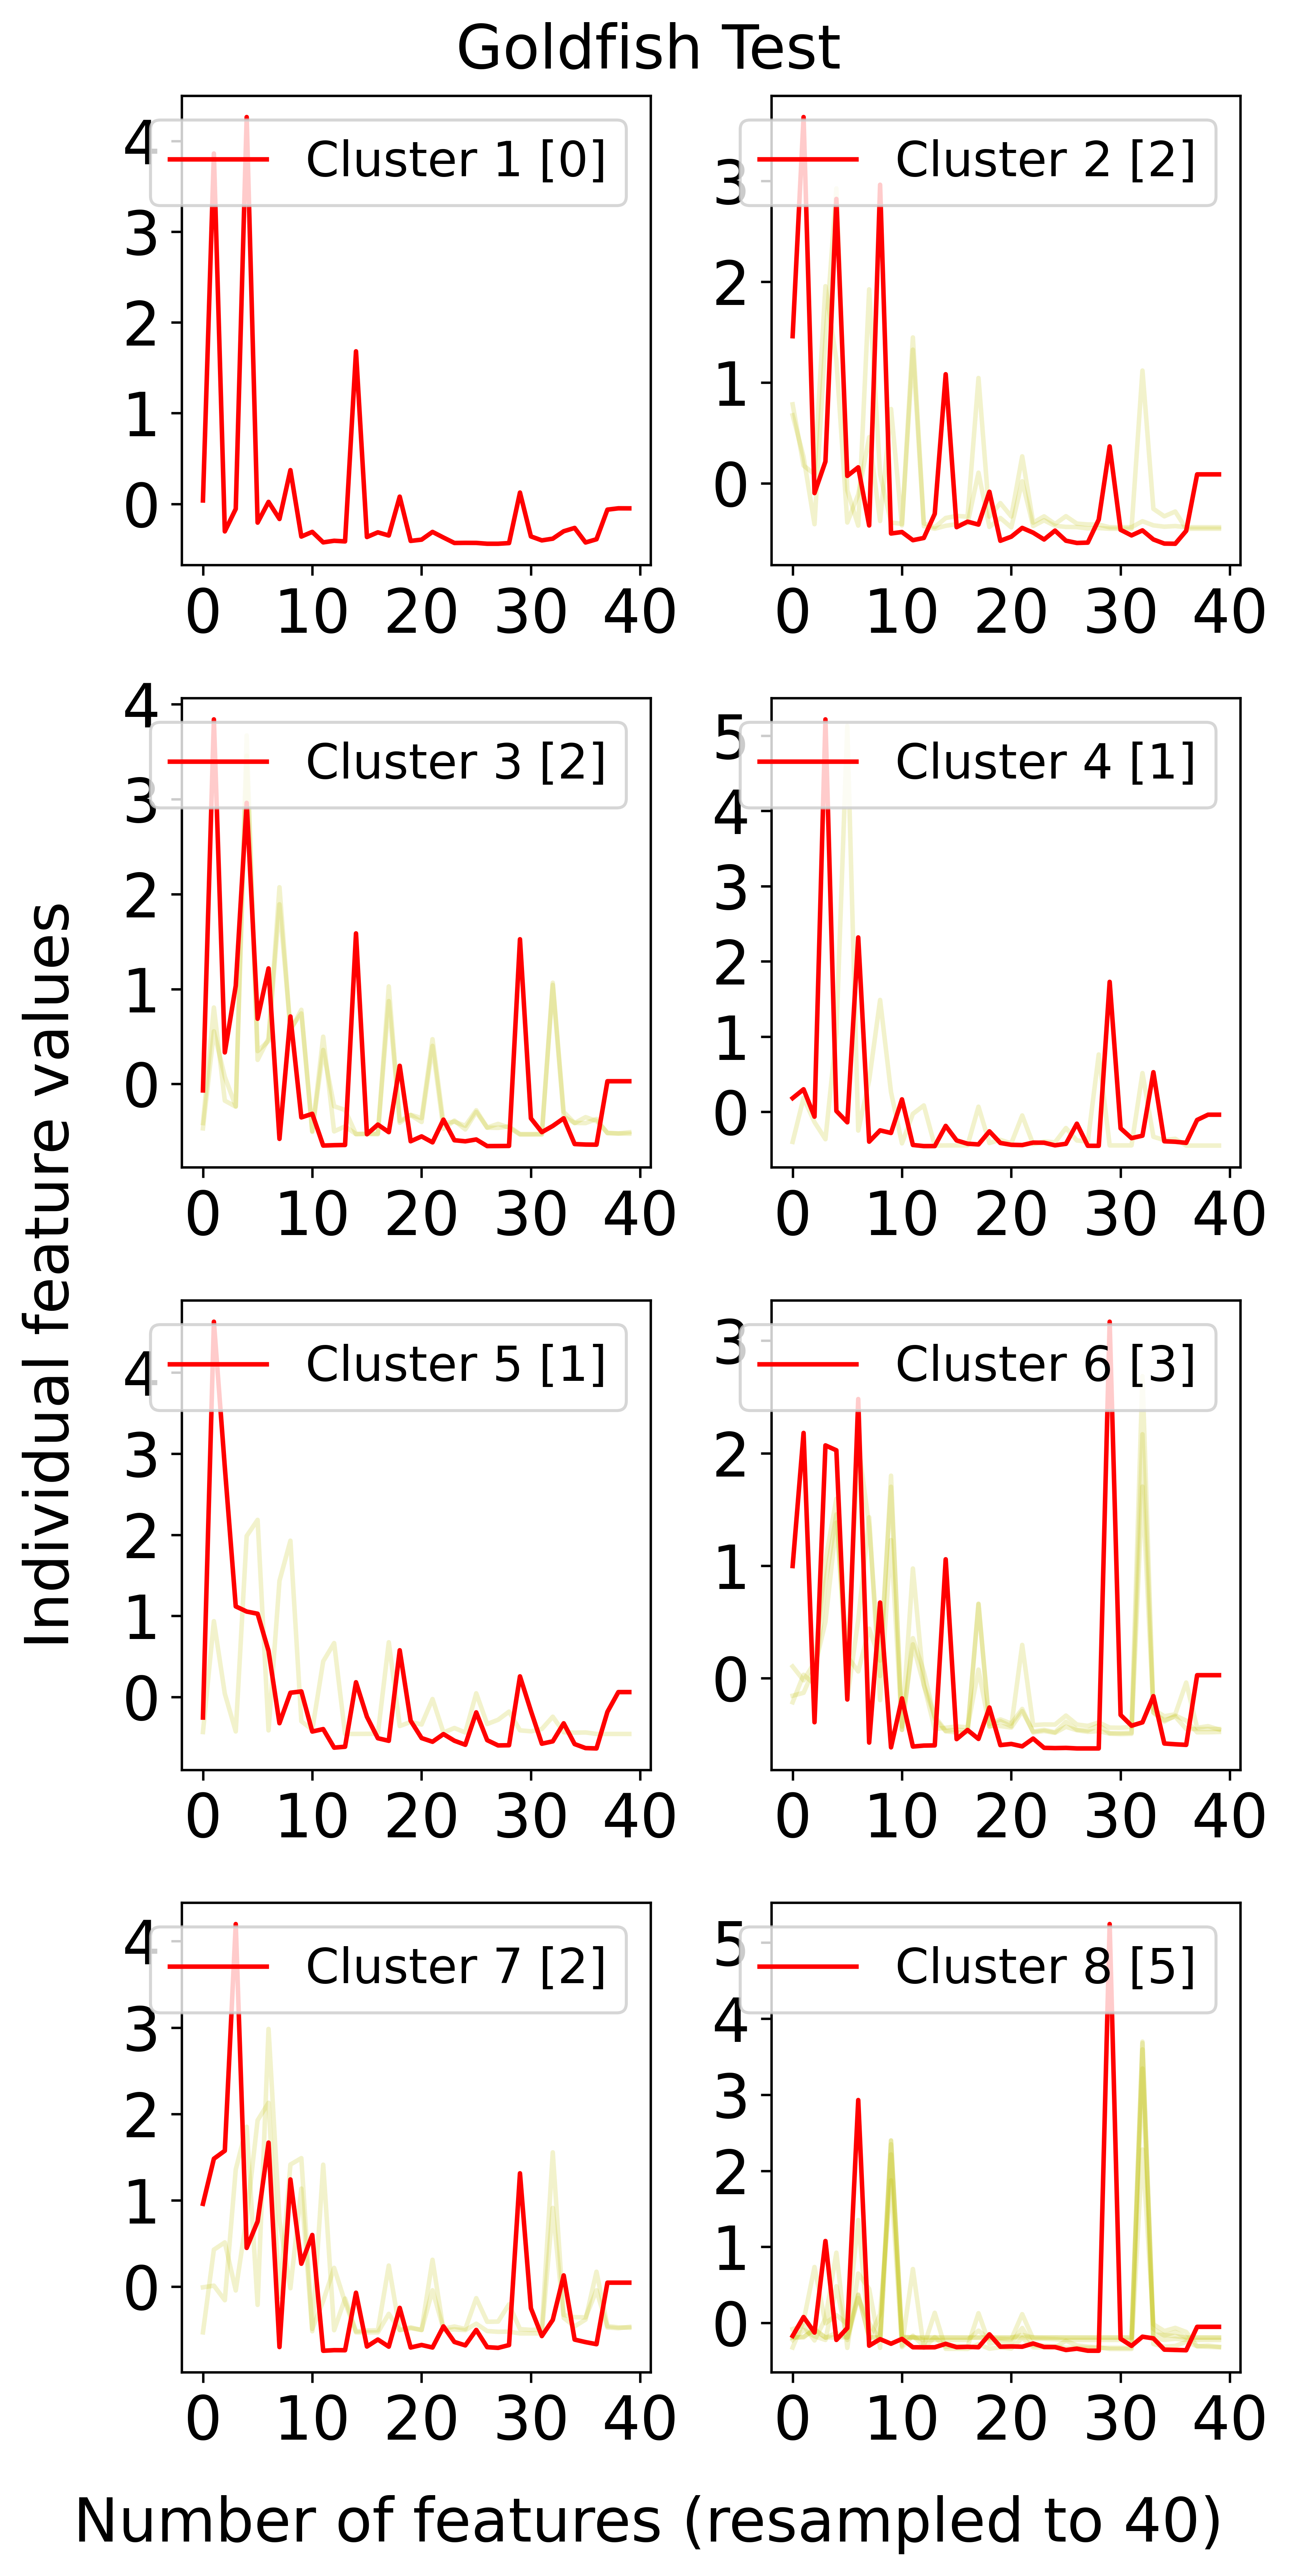 Goldfish Test
Individual feature values
4
3
2
1
0
Cluster 1 [0]
0 10 20 30 40
3
2
1
0
Cluster 2 [2]
0 10 20 30 40
4
3
2
1
0
Cluster 3 [2]
0 10 20 30 40
5
4
3
2
1
0
Cluster 4 [1]
0 10 20 30 40
4
3
2
1
0
Cluster 5 [1]
0 10 20 30 40
3
2
1
0
Cluster 6 [3]
0 10 20 30 40
4
3
2
1
0
Cluster 7 [2]
0 10 20 30 40
5
4
3
2
1
0
Cluster 8 [5]
0 10 20 30 40
Number of features (resampled to 40)